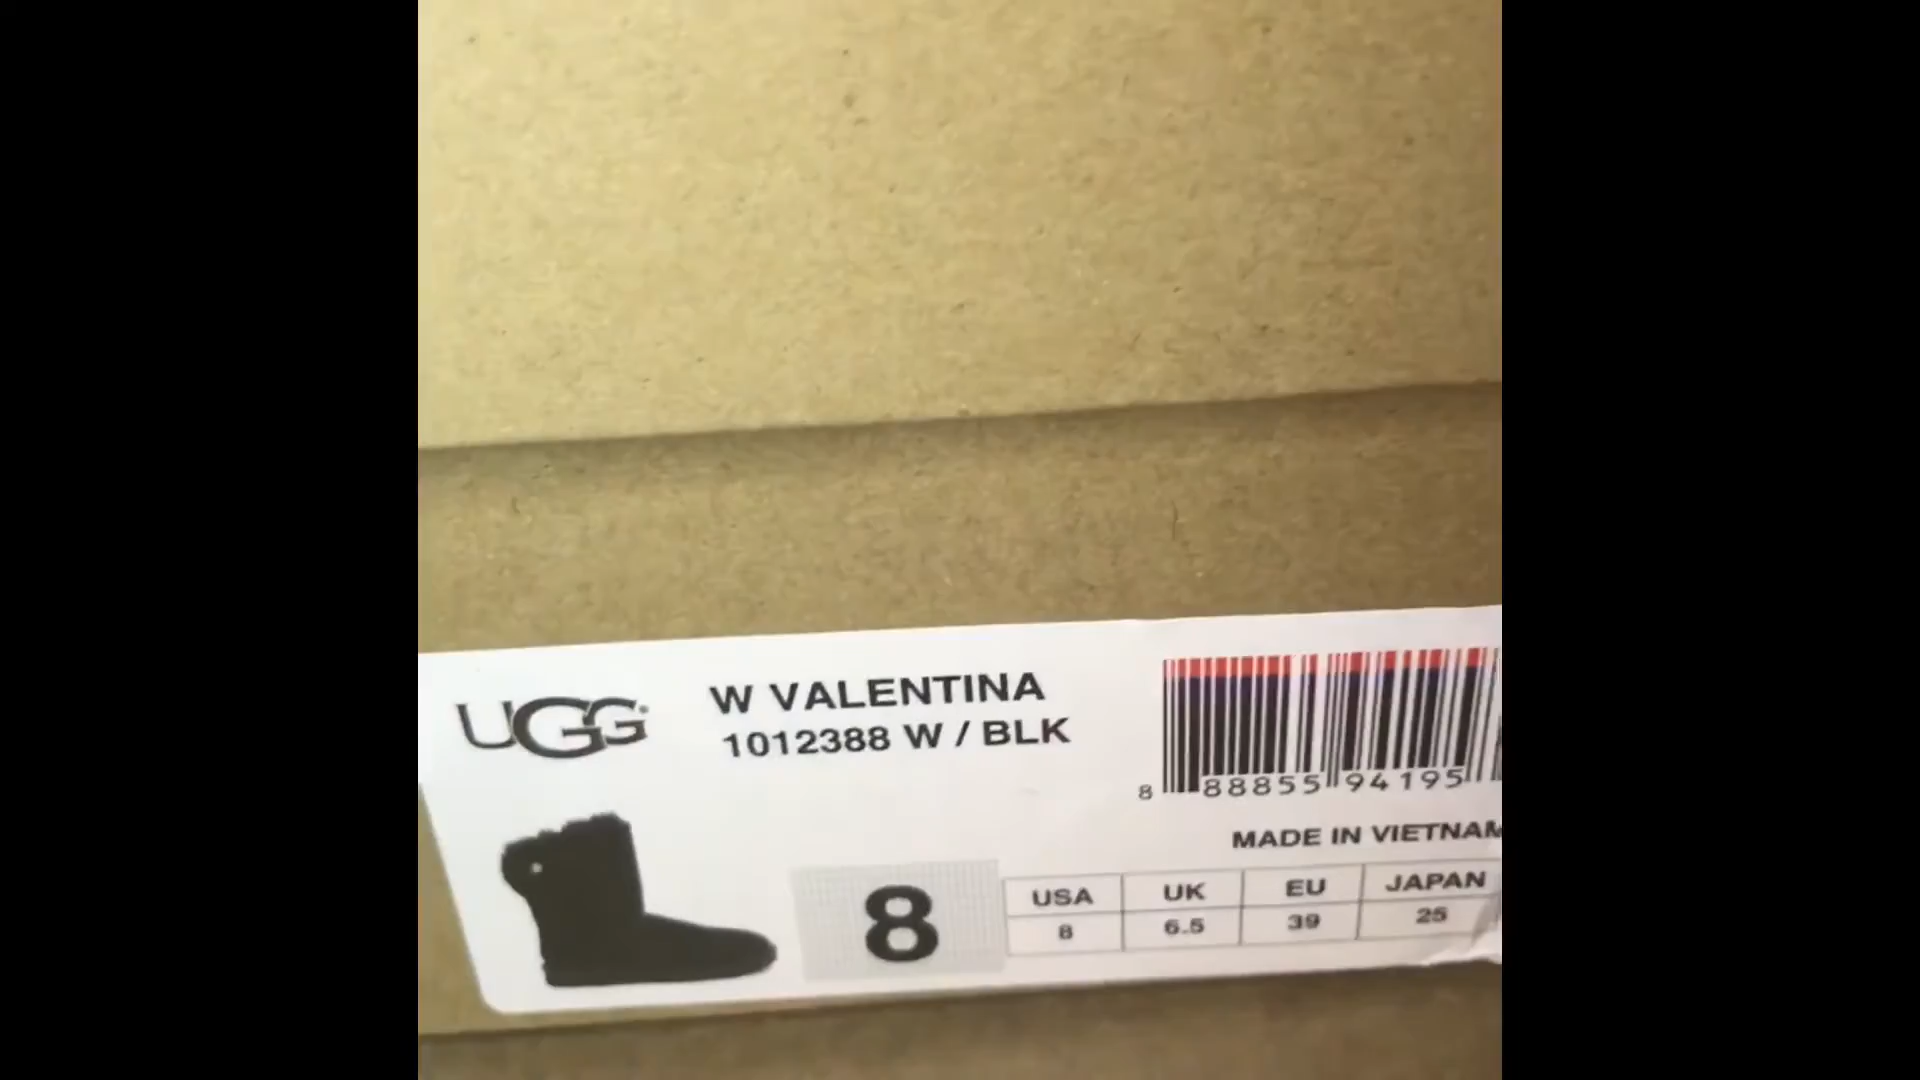 UGG
W VALENTINA
1012388 W / BLK
8 88855 94195
MADE IN VIETNAM
8
USA UK EU JAPAN
8 6.5 39 25